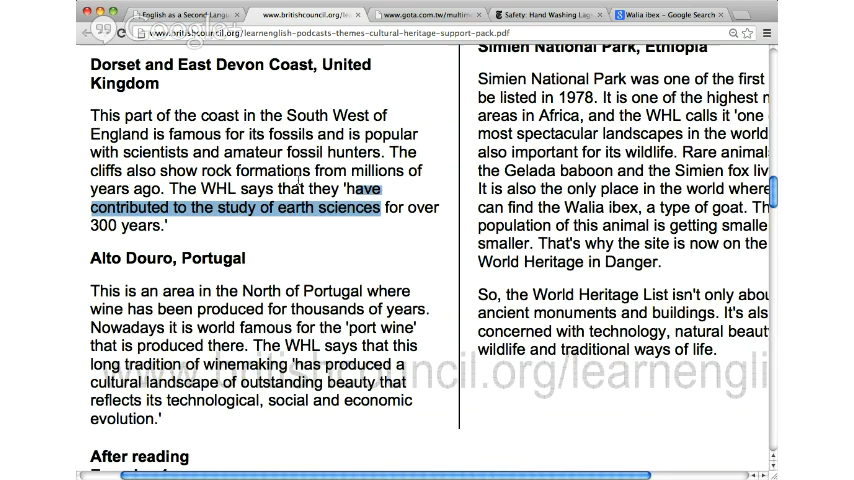 English as a Second Langu
www.britishcouncil.org/le
www.gota.com.tw/multim
Safety: Hand Washing Lag
Walia ibex - Google Search
Google+
www.britishcouncil.org/learnenglish-podcasts-themes-cultural-heritage-support-pack.pdf
Dorset and East Devon Coast, United
Kingdom
This part of the coast in the South West of
England is famous for its fossils and is popular
with scientists and amateur fossil hunters. The
cliffs also show rock formations from millions of
years ago. The WHL says that they 'have
contributed to the study of earth sciences for over
300 years.'
Alto Douro, Portugal
This is an area in the North of Portugal where
wine has been produced for thousands of years.
Nowadays it is world famous for the 'port wine'
that is produced there. The WHL says that this
long tradition of winemaking 'has produced a
cultural landscape of outstanding beauty that
reflects its technological, social and economic
evolution.'
After reading
Simien National Park, Ethiopia
Simien National Park was one of the first
be listed in 1978. It is one of the highest
areas in Africa, and the WHL calls it 'one
most spectacular landscapes in the world
also important for its wildlife. Rare animal
the Gelada baboon and the Simien fox liv
It is also the only place in the world where
can find the Walia ibex, a type of goat. Th
population of this animal is getting smalle
smaller. That's why the site is now on the
World Heritage in Danger.
So, the World Heritage List isn't only abou
ancient monuments and buildings. It's als
concerned with technology, natural beaut
wildlife and traditional ways of life.
www.britishcouncil.org/learnengli